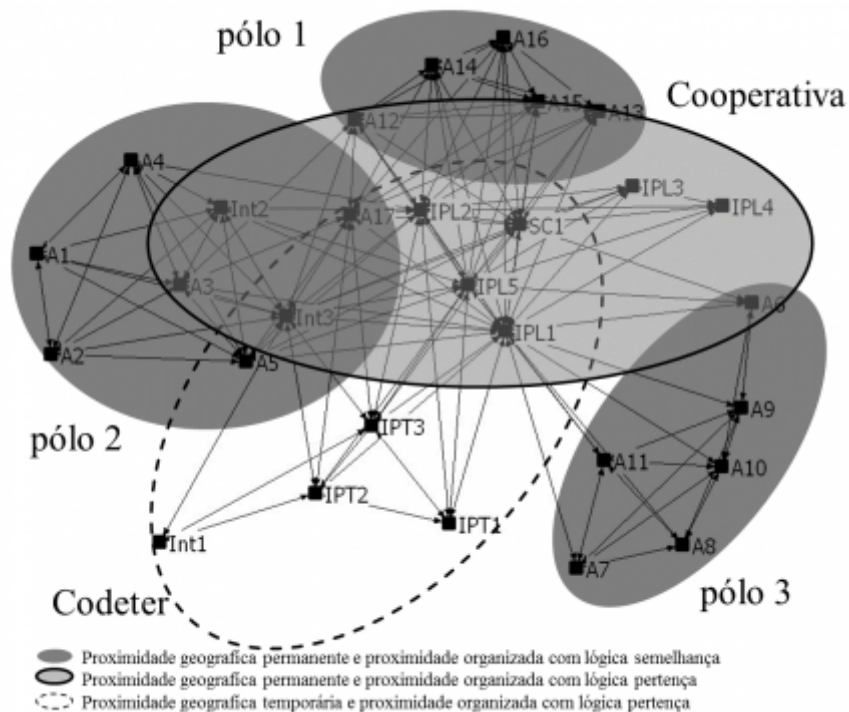 pólo 1
A16
A14
Cooperativa
A15
A13
A12
A4
IPL3
Int2
A17
IPL2
IPL4
SC1
A1
A3
IPL5
A6
Int3
IPL1
A2
A5
A9
pólo 2
IPT3
A11
A10
IPT2
IPT1
Int1
A8
A7
Codeter
pólo 3
Proximidade geografica permanente e proximidade organizada com lógica semelhança
Proximidade geografica permanente e proximidade organizada com lógica pertença
Proximidade geografica temporária e proximidade organizada com lógica pertença